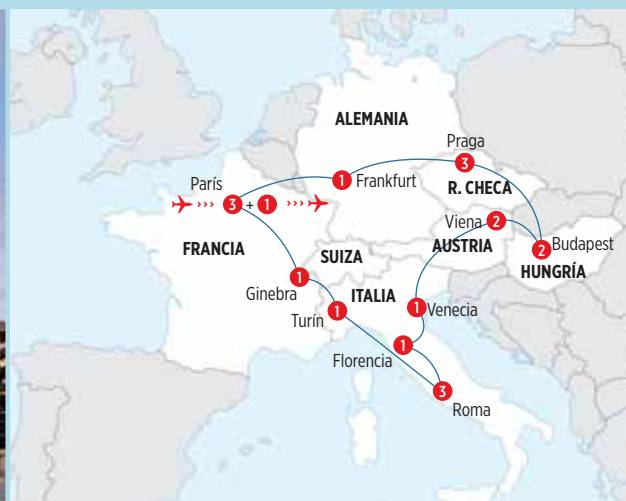 ALEMANIA
Praga
3
París
1
Frankfurt
R. CHECA
3 + 1
Viena
2
Budapest
2
FRANCIA
SUIZA
AUSTRIA
HUNGRÍA
1
Ginebra
ITALIA
Turín
1
1
Venecia
Florencia
1
3
Roma